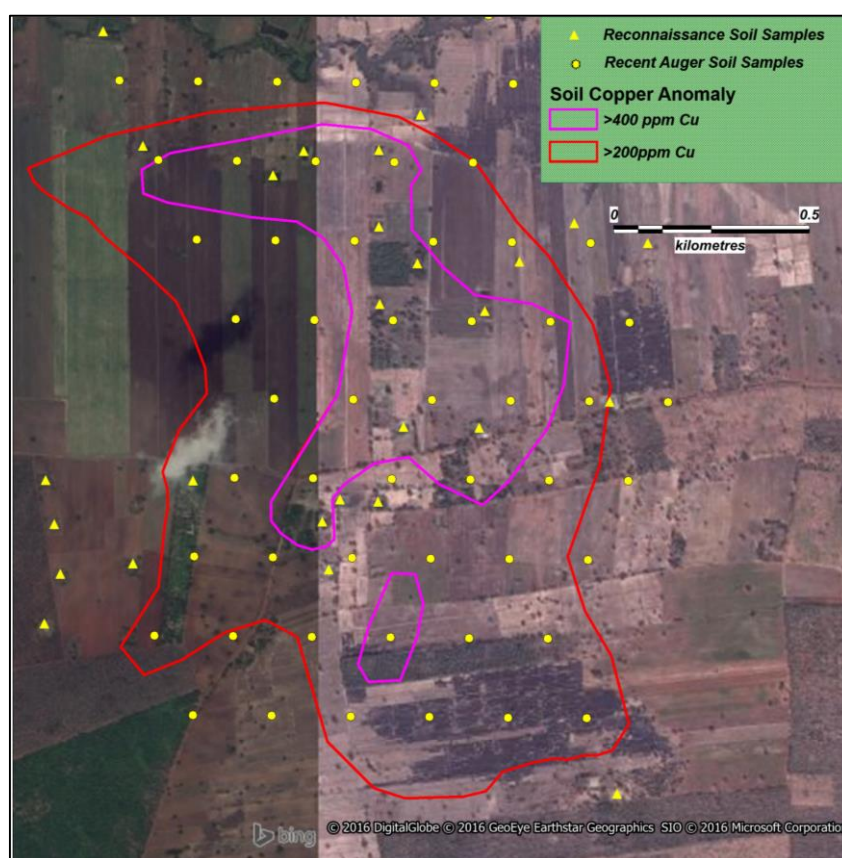 Reconnaissance Soil Samples
Recent Auger Soil Samples
Soil Copper Anomaly
>400 ppm Cu
>200ppm Cu
0 0.5
kilometres
bing
© 2016 DigitalGlobe © 2016 GeoEye Earthstar Geographics SIO © 2016 Microsoft Corporation